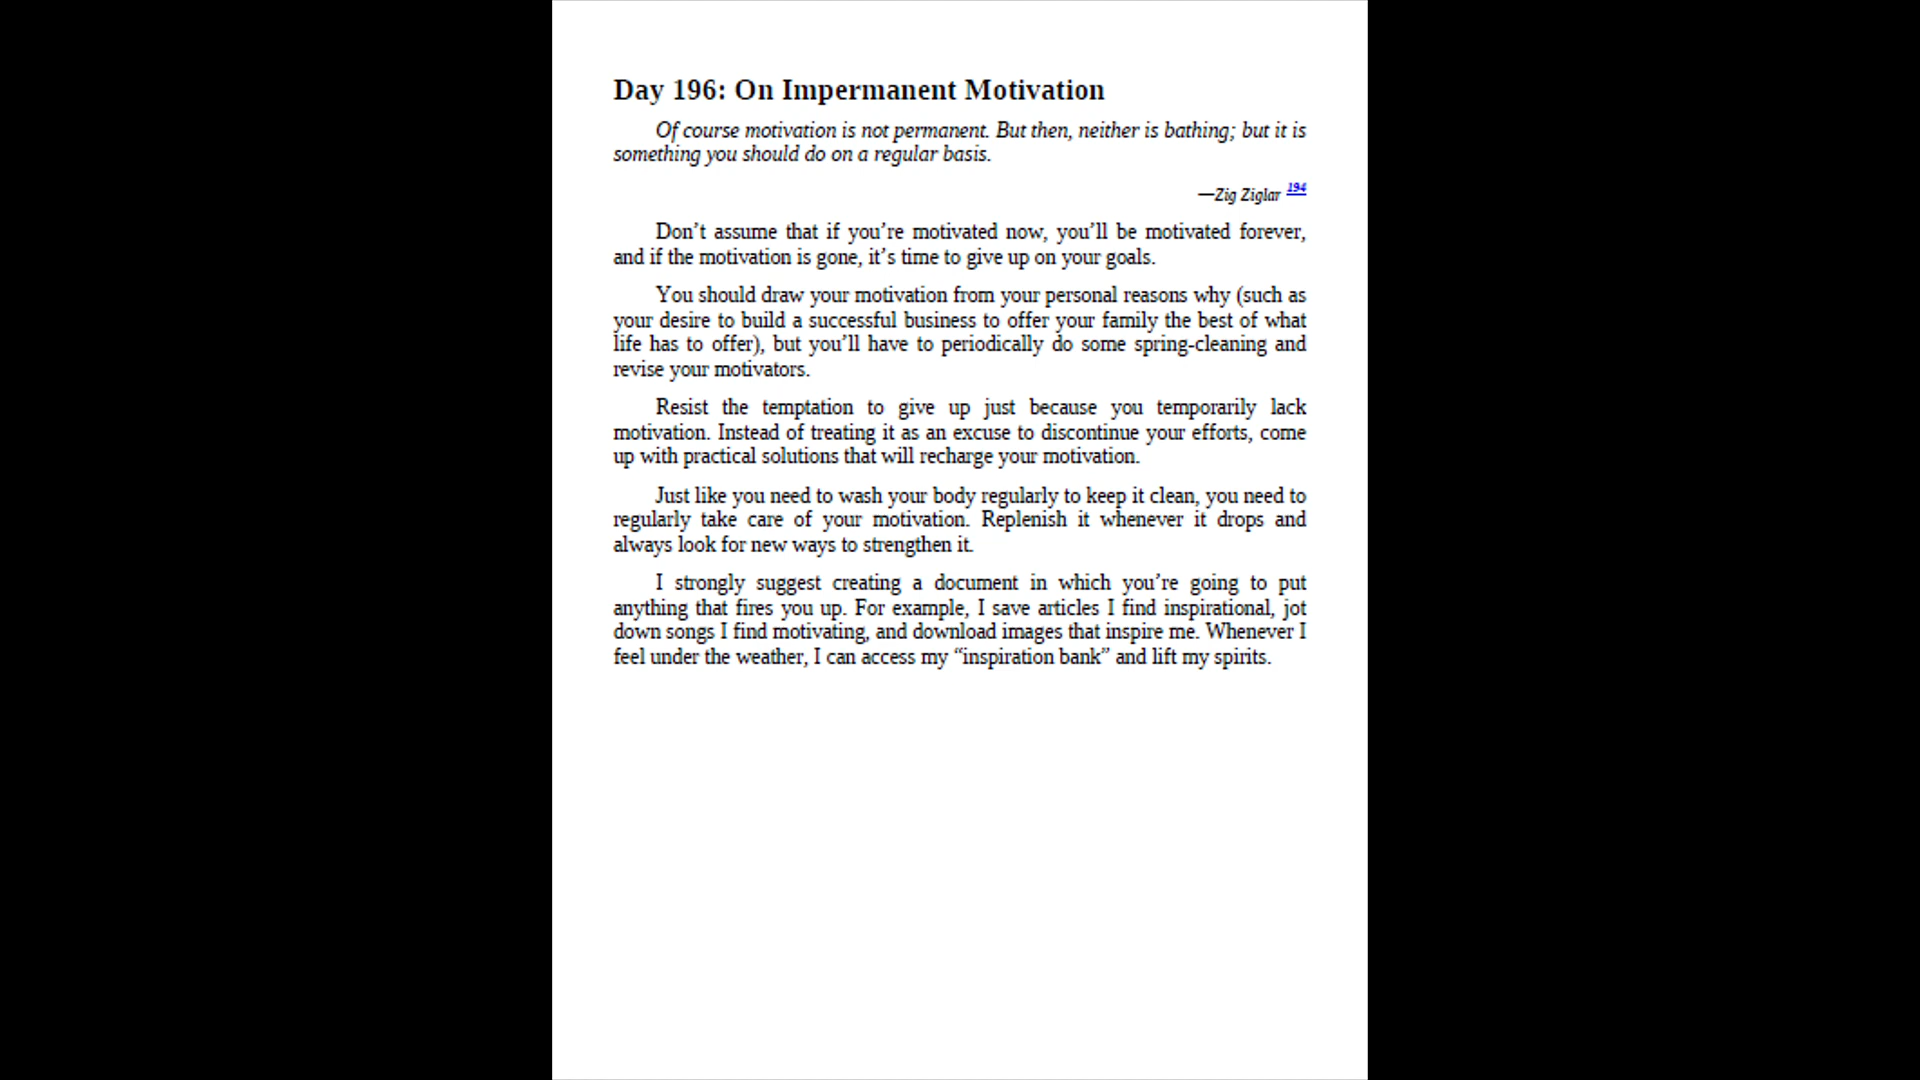 Day 196: On Impermanent Motivation
Of course motivation is not permanent. But then, neither is bathing; but it is
something you should do on a regular basis.
—Zig Ziglar 194
Don’t assume that if you’re motivated now, you’ll be motivated forever,
and if the motivation is gone, it’s time to give up on your goals.
You should draw your motivation from your personal reasons why (such as
your desire to build a successful business to offer your family the best of what
life has to offer), but you’ll have to periodically do some spring-cleaning and
revise your motivators.
Resist the temptation to give up just because you temporarily lack
motivation. Instead of treating it as an excuse to discontinue your efforts, come
up with practical solutions that will recharge your motivation.
Just like you need to wash your body regularly to keep it clean, you need to
regularly take care of your motivation. Replenish it whenever it drops and
always look for new ways to strengthen it.
I strongly suggest creating a document in which you’re going to put
anything that fires you up. For example, I save articles I find inspirational, jot
down songs I find motivating, and download images that inspire me. Whenever I
feel under the weather, I can access my “inspiration bank” and lift my spirits.